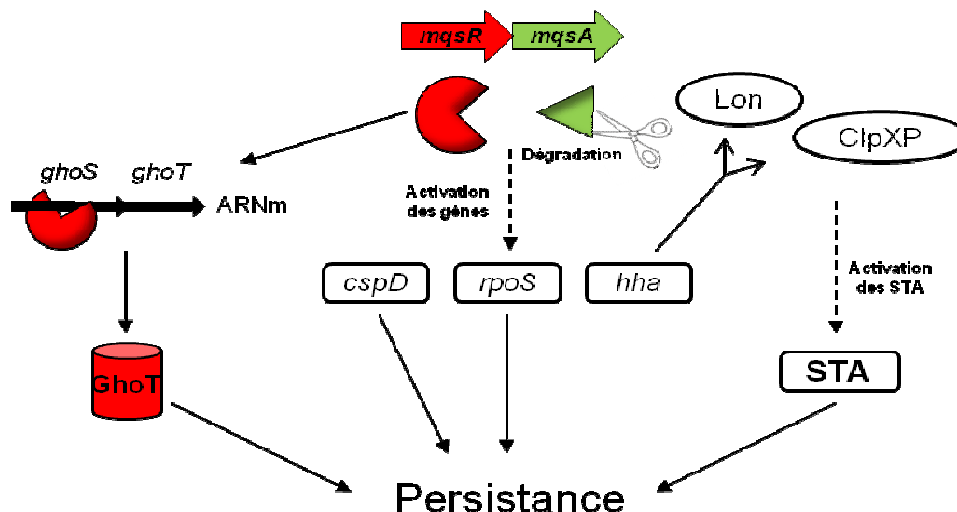 mqsR mqsA
Lon
ClpXP
Dégradation
ghoS ghoT
ARNm
Activation
des gènes
cspD rpoS hha
Activation
des STA
GhoT
STA
Persistance